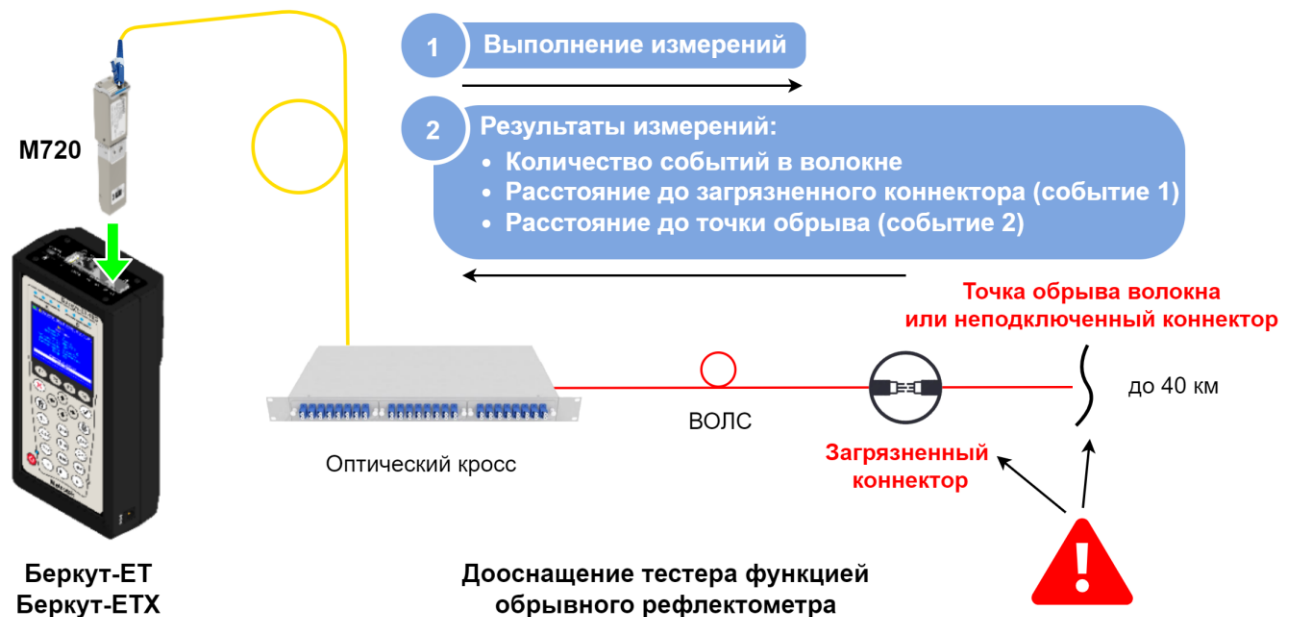 1
Выполнение измерений
2
Результаты измерений:
• Количество событий в волокне
• Расстояние до загрязненного коннектора (событие 1)
• Расстояние до точки обрыва (событие 2)
М720
Точка обрыва волокна
или неподключенный коннектор
до 40 км
ВОЛС
Оптический кросс
Загрязненный
коннектор
Беркут-ET
Беркут-ETX
Дооснащение тестера функцией
обрывного рефлектометра